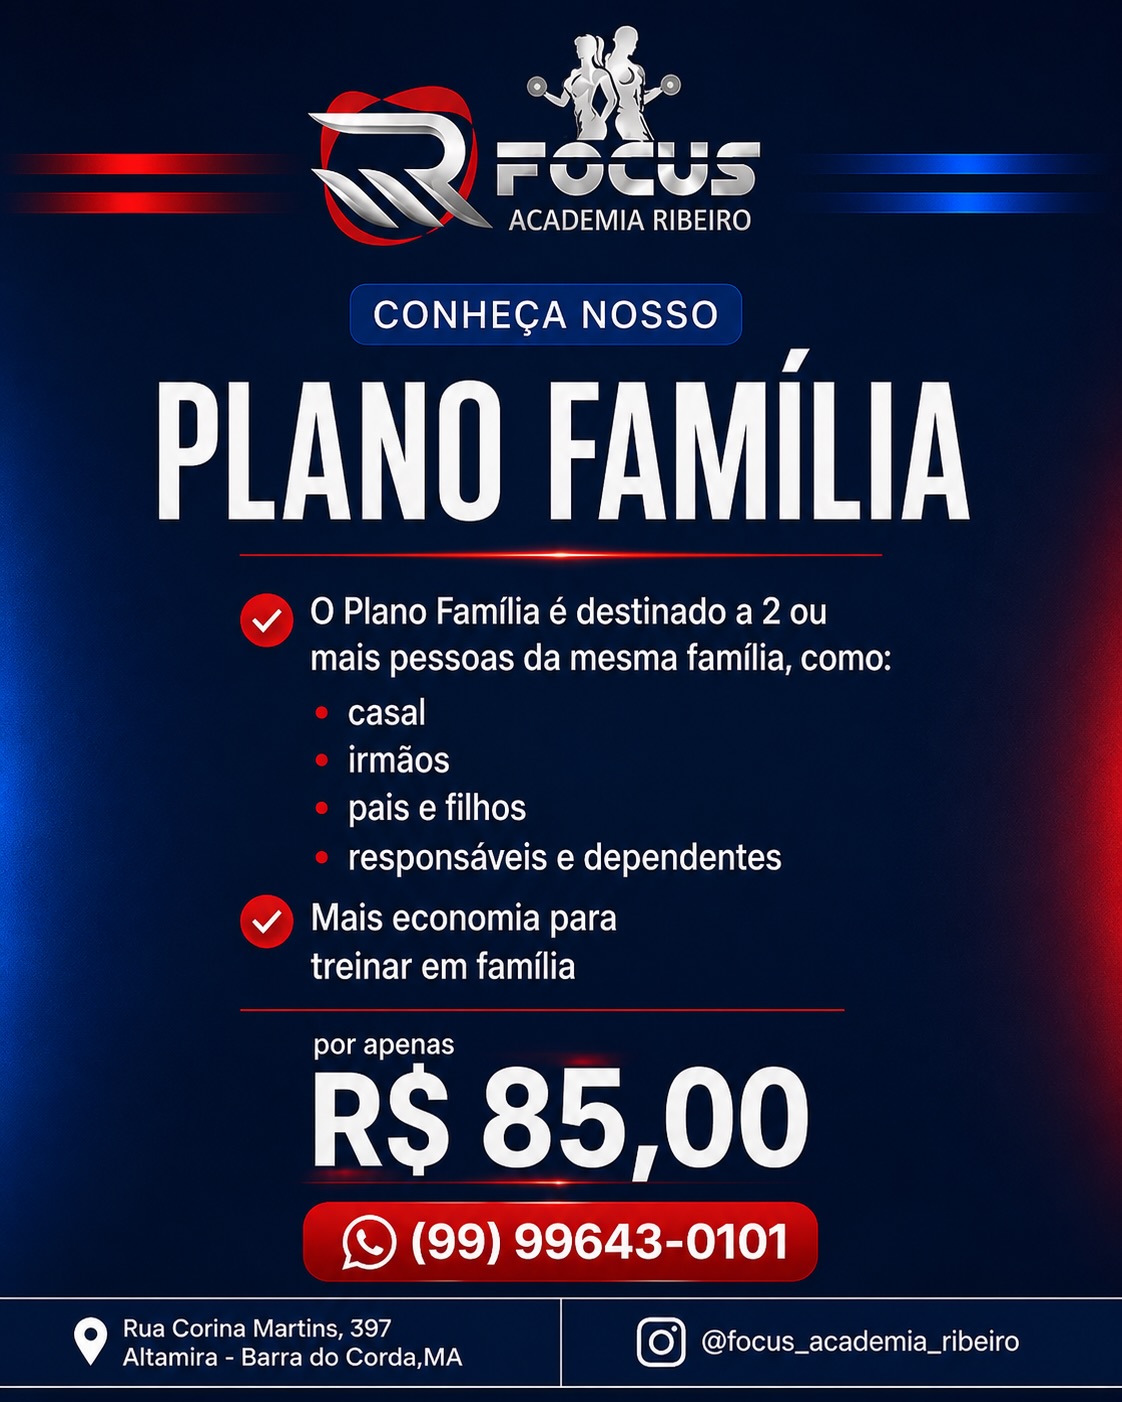 FOCUS
ACADEMIA RIBEIRO
CONHEÇA NOSSO
PLANO FAMÍLIA
O Plano Família é destinado a 2 ou
mais pessoas da mesma família, como:
• casal
• irmãos
• pais e filhos
• responsáveis e dependentes
Mais economia para
treinar em família
por apenas
R$ 85,00
(99) 99643-0101
Rua Corina Martins, 397
Altamira - Barra do Corda,MA
@focus_academia_ribeiro